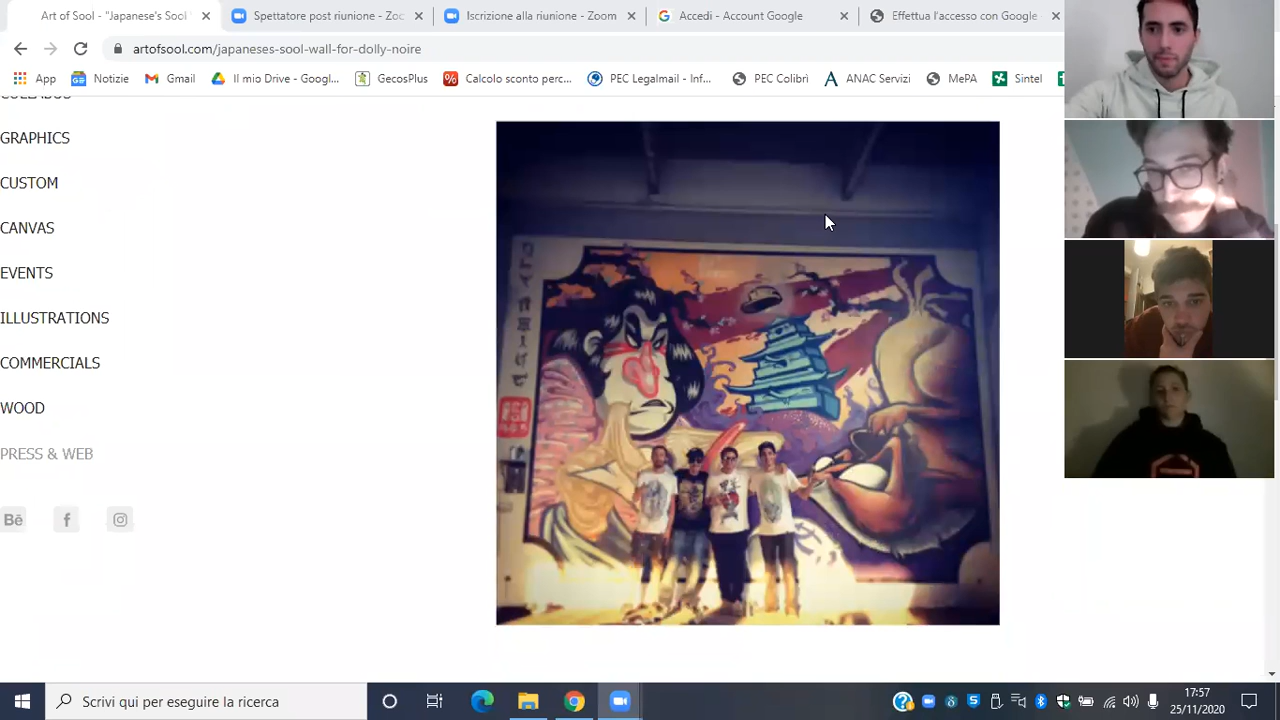 Art of Sool - "Japanese's Sool
Spettatore post riunione - Zoo
Iscrizione alla riunione - Zoom
Accedi - Account Google
Effettua l'accesso con Google -
artofsool.com/japaneses-sool-wall-for-dolly-noire
App
Notizie
Gmail
Il mio Drive - Googl...
GecosPlus
Calcolo sconto perc...
PEC Legalmail - Inf...
PEC Colibri
ANAC Servizi
MePA
Sintel
GRAPHICS
CUSTOM
CANVAS
EVENTS
ILLUSTRATIONS
COMMERCIALS
WOOD
PRESS & WEB
Bē
f
Scrivi qui per eseguire la ricerca
17:57
25/11/2020